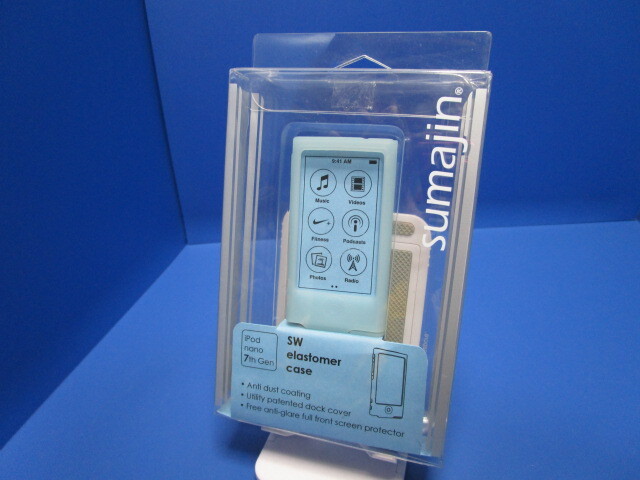 sumajin®
9:41 AM
Music
Videos
Fitness
Podcasts
Photos
Radio
iPod
nano
7th Gen
SW
elastomer
case
• Anti dust coating
• Utility patented dock cover
• Free anti-glare full front screen protector